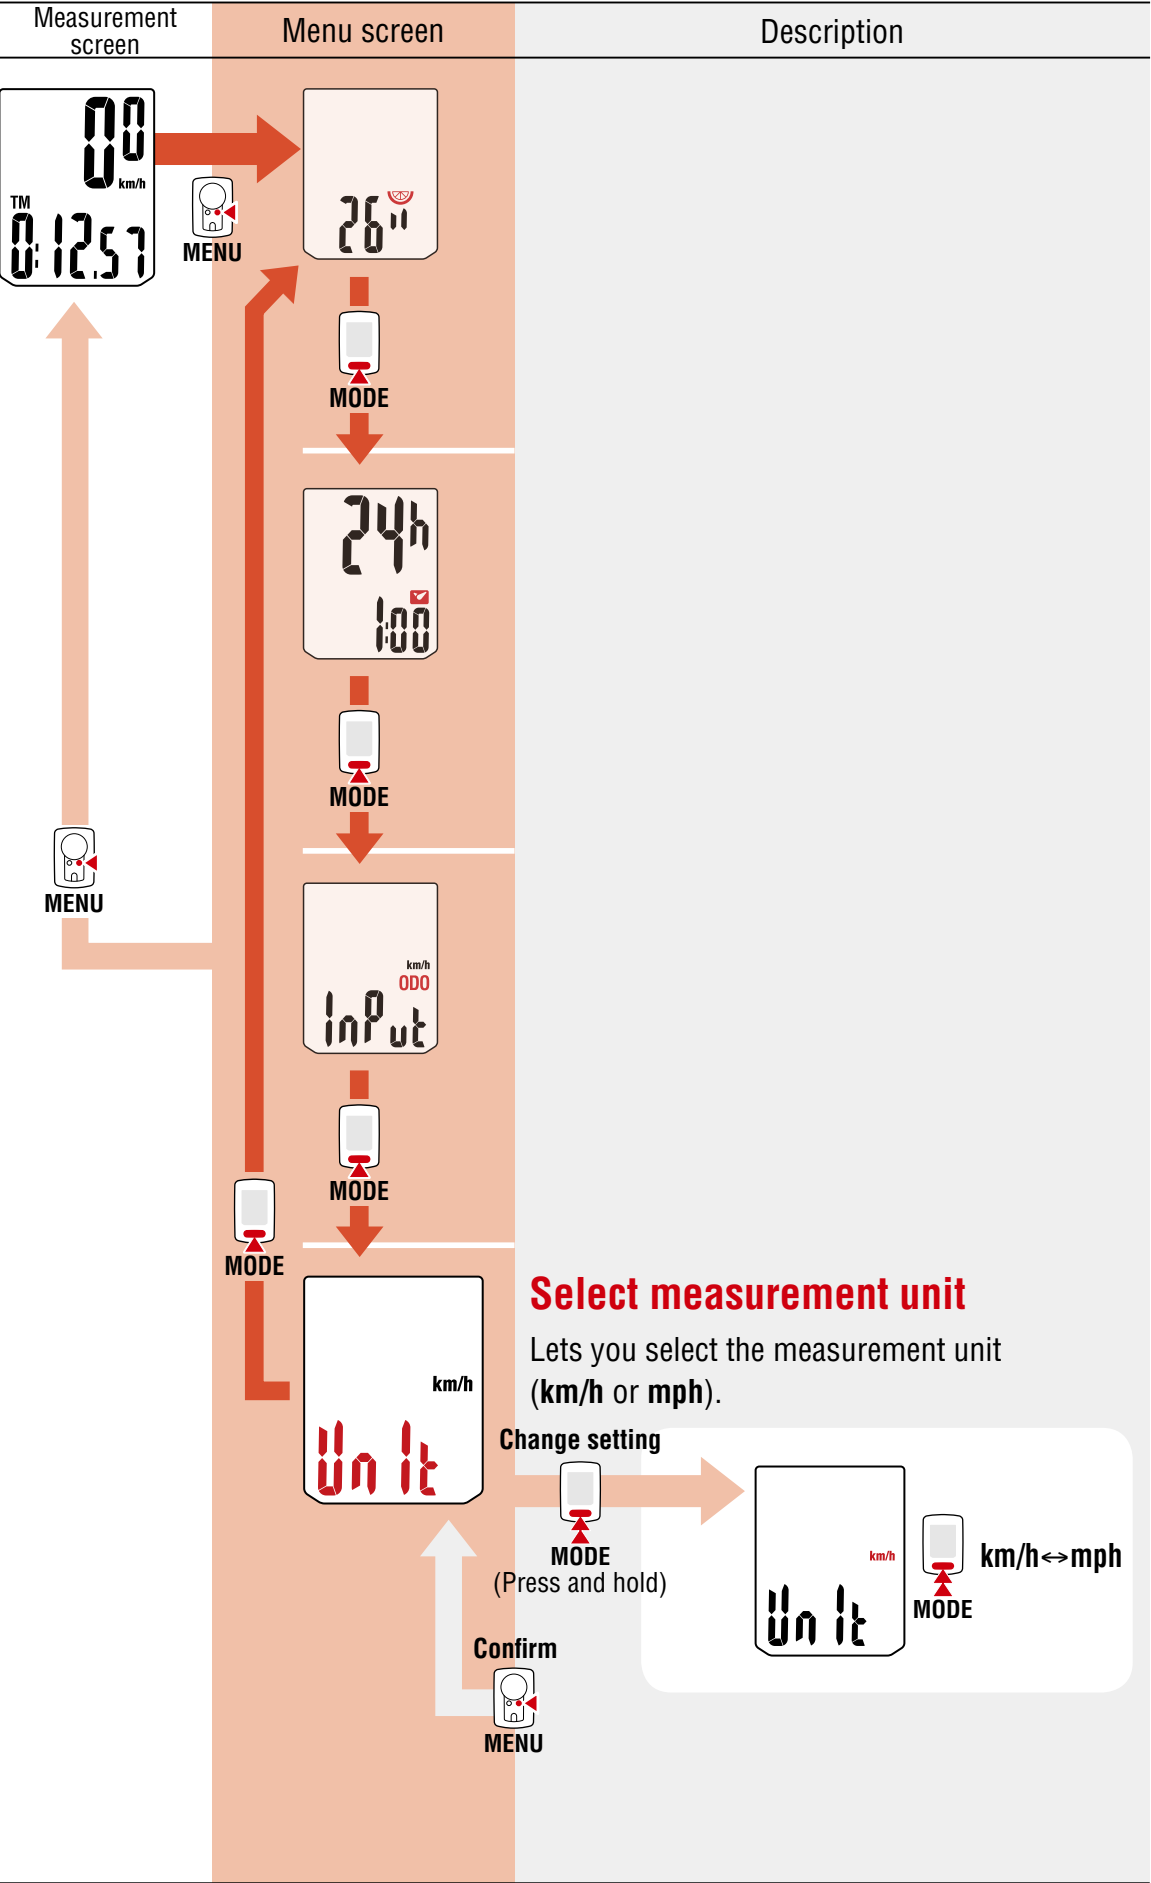 Measurement
screen
Menu screen
Description
00
km/h
TM
0:12.57
MENU
26"
MODE
24h
1:00
MODE
MENU
km/h
ODO
InPut
MODE
MODE
Select measurement unit
Lets you select the measurement unit
(km/h or mph).
km/h
UnIt
Change setting
MODE
(Press and hold)
km/h
UnIt
MODE
km/h↔mph
Confirm
MENU